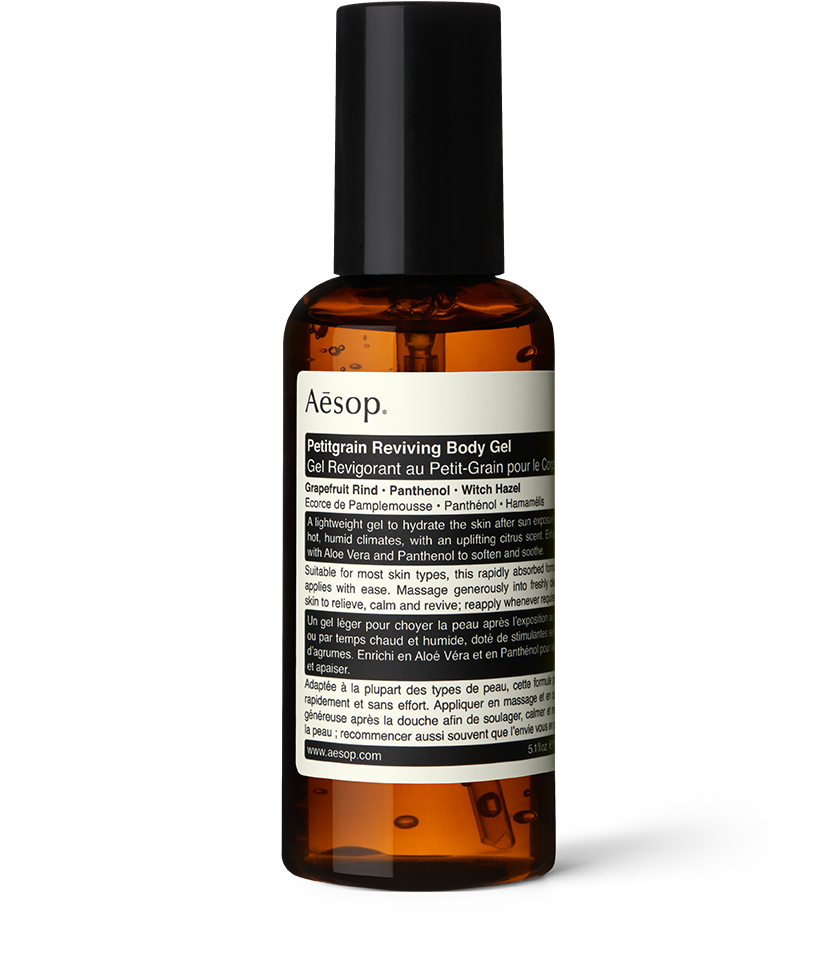 Aēsop®
Petitgrain Reviving Body Gel
Gel Revigorant au Petit-Grain pour le
Grapefruit Rind · Panthenol · Witch Hazel
Ecorce de Pamplemousse · Panthénol · Hamamélis
A lightweight gel to hydrate the skin after sun
hot, humid climates, with an uplifting citrus scent.
with Aloe Vera and Panthenol to soften and soothe.
Suitable for most skin types, this rapidly absorbed
applies with ease. Massage generously into freshly
skin to relieve, calm and revive; reapply whenever
Un gel léger pour choyer la peau après l'exposition
ou par temps chaud et humide, doté de stimulantes
d'agrumes. Enrichi en Aloé Véra et en Panthénol pour
et apaiser.
Adaptée à la plupart des types de peau, cette formule
rapidement et sans effort. Appliquer en massage et en
généreuse après la douche afin de soulager, calmer et
la peau ; recommencer aussi souvent que l'envie vous en
www.aesop.com
5.1 fl oz